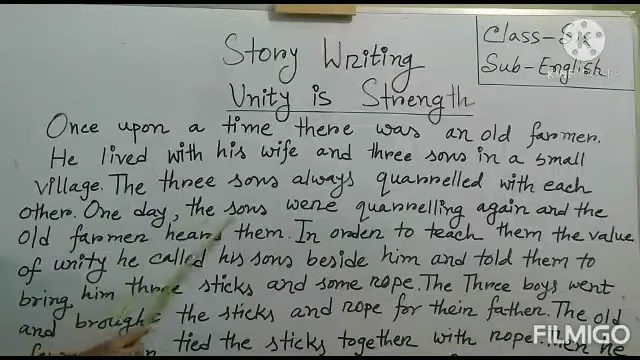 Class-Six
Sub-English
Story Writing
Unity is Strength
Once upon a time there was an old farmer.
He lived with his wife and three sons in a small
village. The three sons always quarrelled with each
other. One day, the sons were quarrelling again and the
old farmer heard them. In order to teach them the value
of unity he called his sons beside him and told them to
bring him three sticks and some rope. The Three boys went
and brought the sticks and rope for their father. The old
tied the sticks together with rope. Then he
FILMIGO